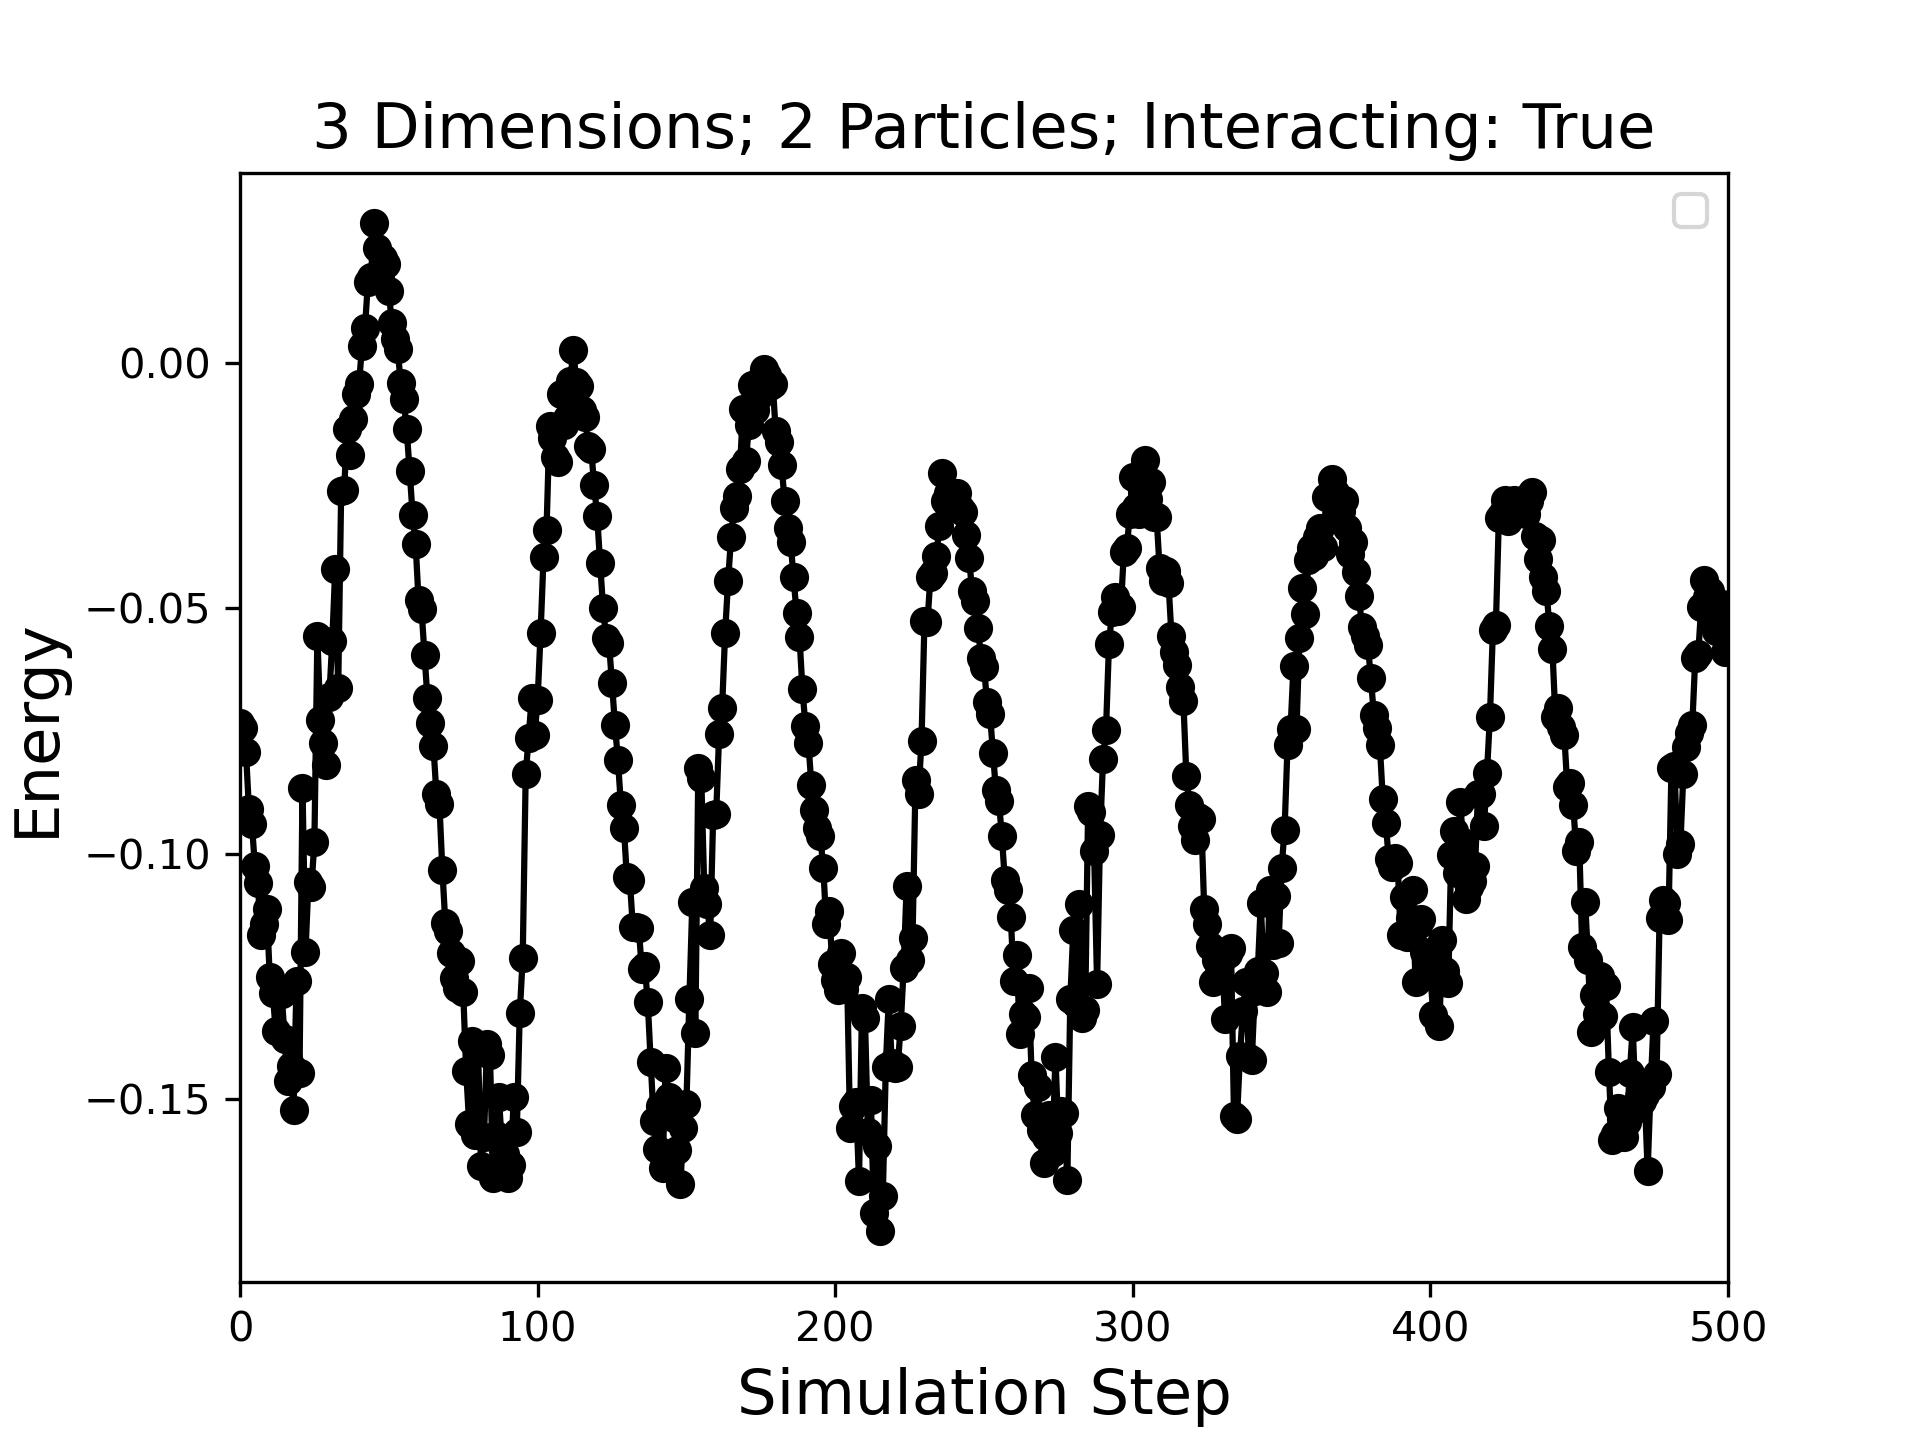 3 Dimensions; 2 Particles; Interacting: True
Energy
0.00
−0.05
−0.10
−0.15
0 100 200 300 400 500
Simulation Step